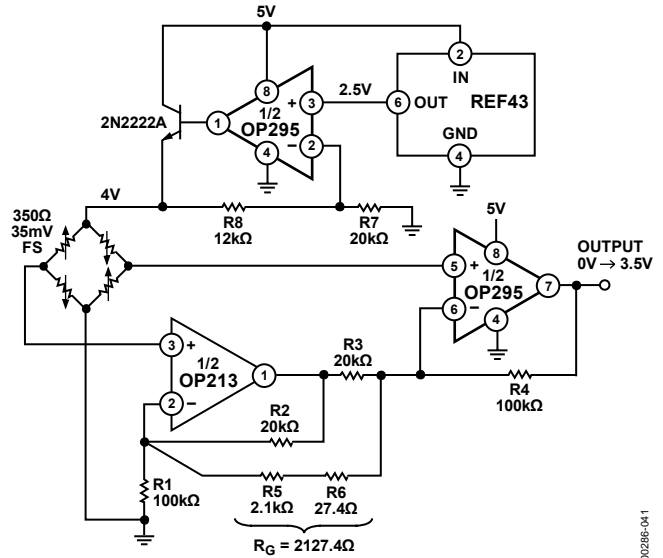 5V
2
IN
REF43
2.5V
6
OUT
GND
4
8
1/2
OP295
+
3
−
2
1
4
2N2222A
4V
R8
12kΩ
R7
20kΩ
350Ω
35mV
FS
5V
8
5
+
1/2
OP295
6
−
7
4
OUTPUT
0V → 3.5V
3
+
1/2
OP213
2
−
1
R3
20kΩ
R4
100kΩ
R2
20kΩ
R1
100kΩ
R5
2.1kΩ
R6
27.4Ω
RG = 2127.4Ω
00286-041